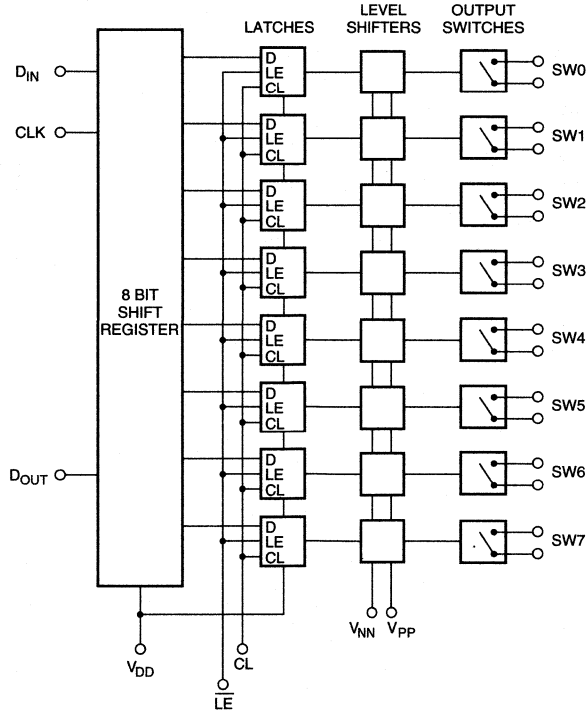 LATCHES
LEVEL
SHIFTERS
OUTPUT
SWITCHES
DIN
CLK
8 BIT
SHIFT
REGISTER
DOUT
D
LE
CL
SW0
D
LE
CL
SW1
D
LE
CL
SW2
D
LE
CL
SW3
D
LE
CL
SW4
D
LE
CL
SW5
D
LE
CL
SW6
D
LE
CL
SW7
VNN
VPP
VDD
CL
L̅E̅